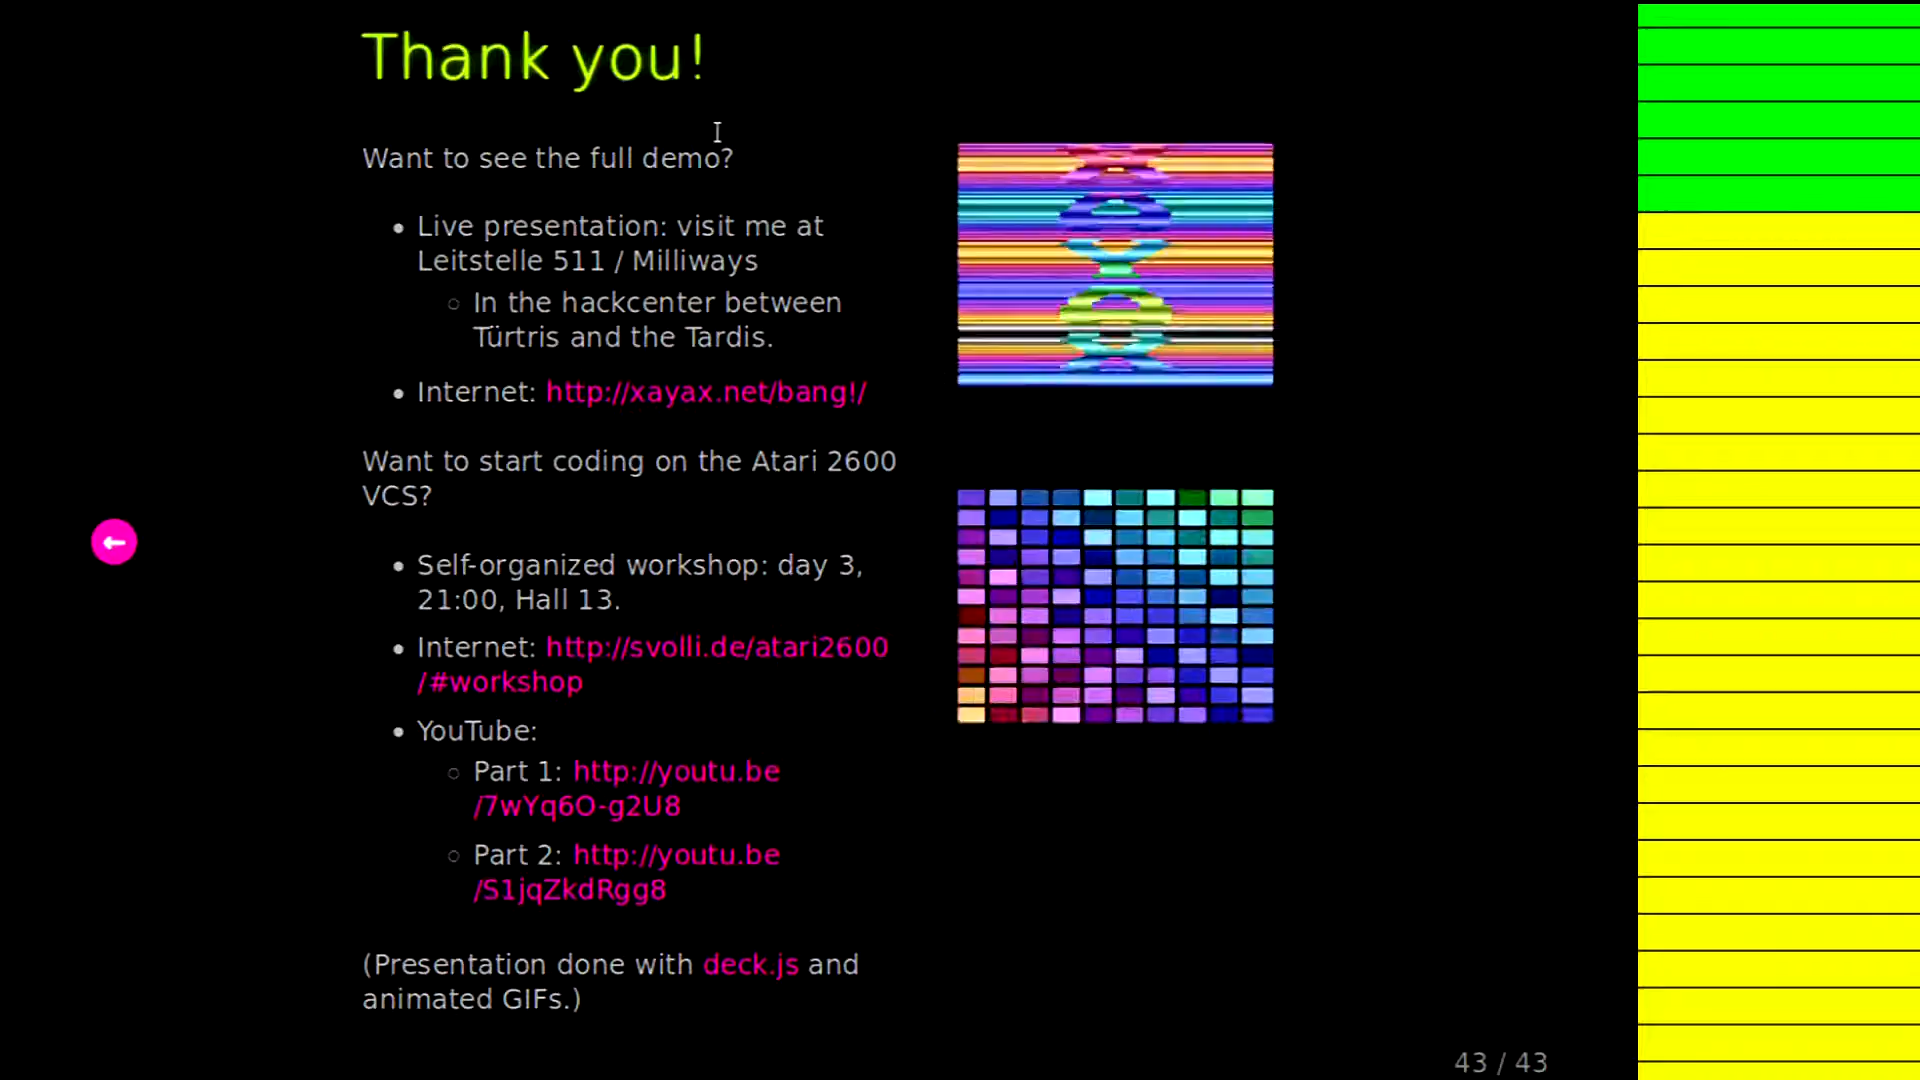 Thank you!
Want to see the full demo?
Live presentation: visit me at
Leitstelle 511 / Milliways
In the hackcenter between
Türtris and the Tardis.
Internet: http://xayax.net/bang!/
Want to start coding on the Atari 2600
VCS?
Self-organized workshop: day 3,
21:00, Hall 13.
Internet: http://svolli.de/atari2600
/#workshop
YouTube:
Part 1: http://youtu.be
/7wYq6O-g2U8
Part 2: http://youtu.be
/S1jqZkdRgg8
(Presentation done with deck.js and
animated GIFs.)
43 / 43